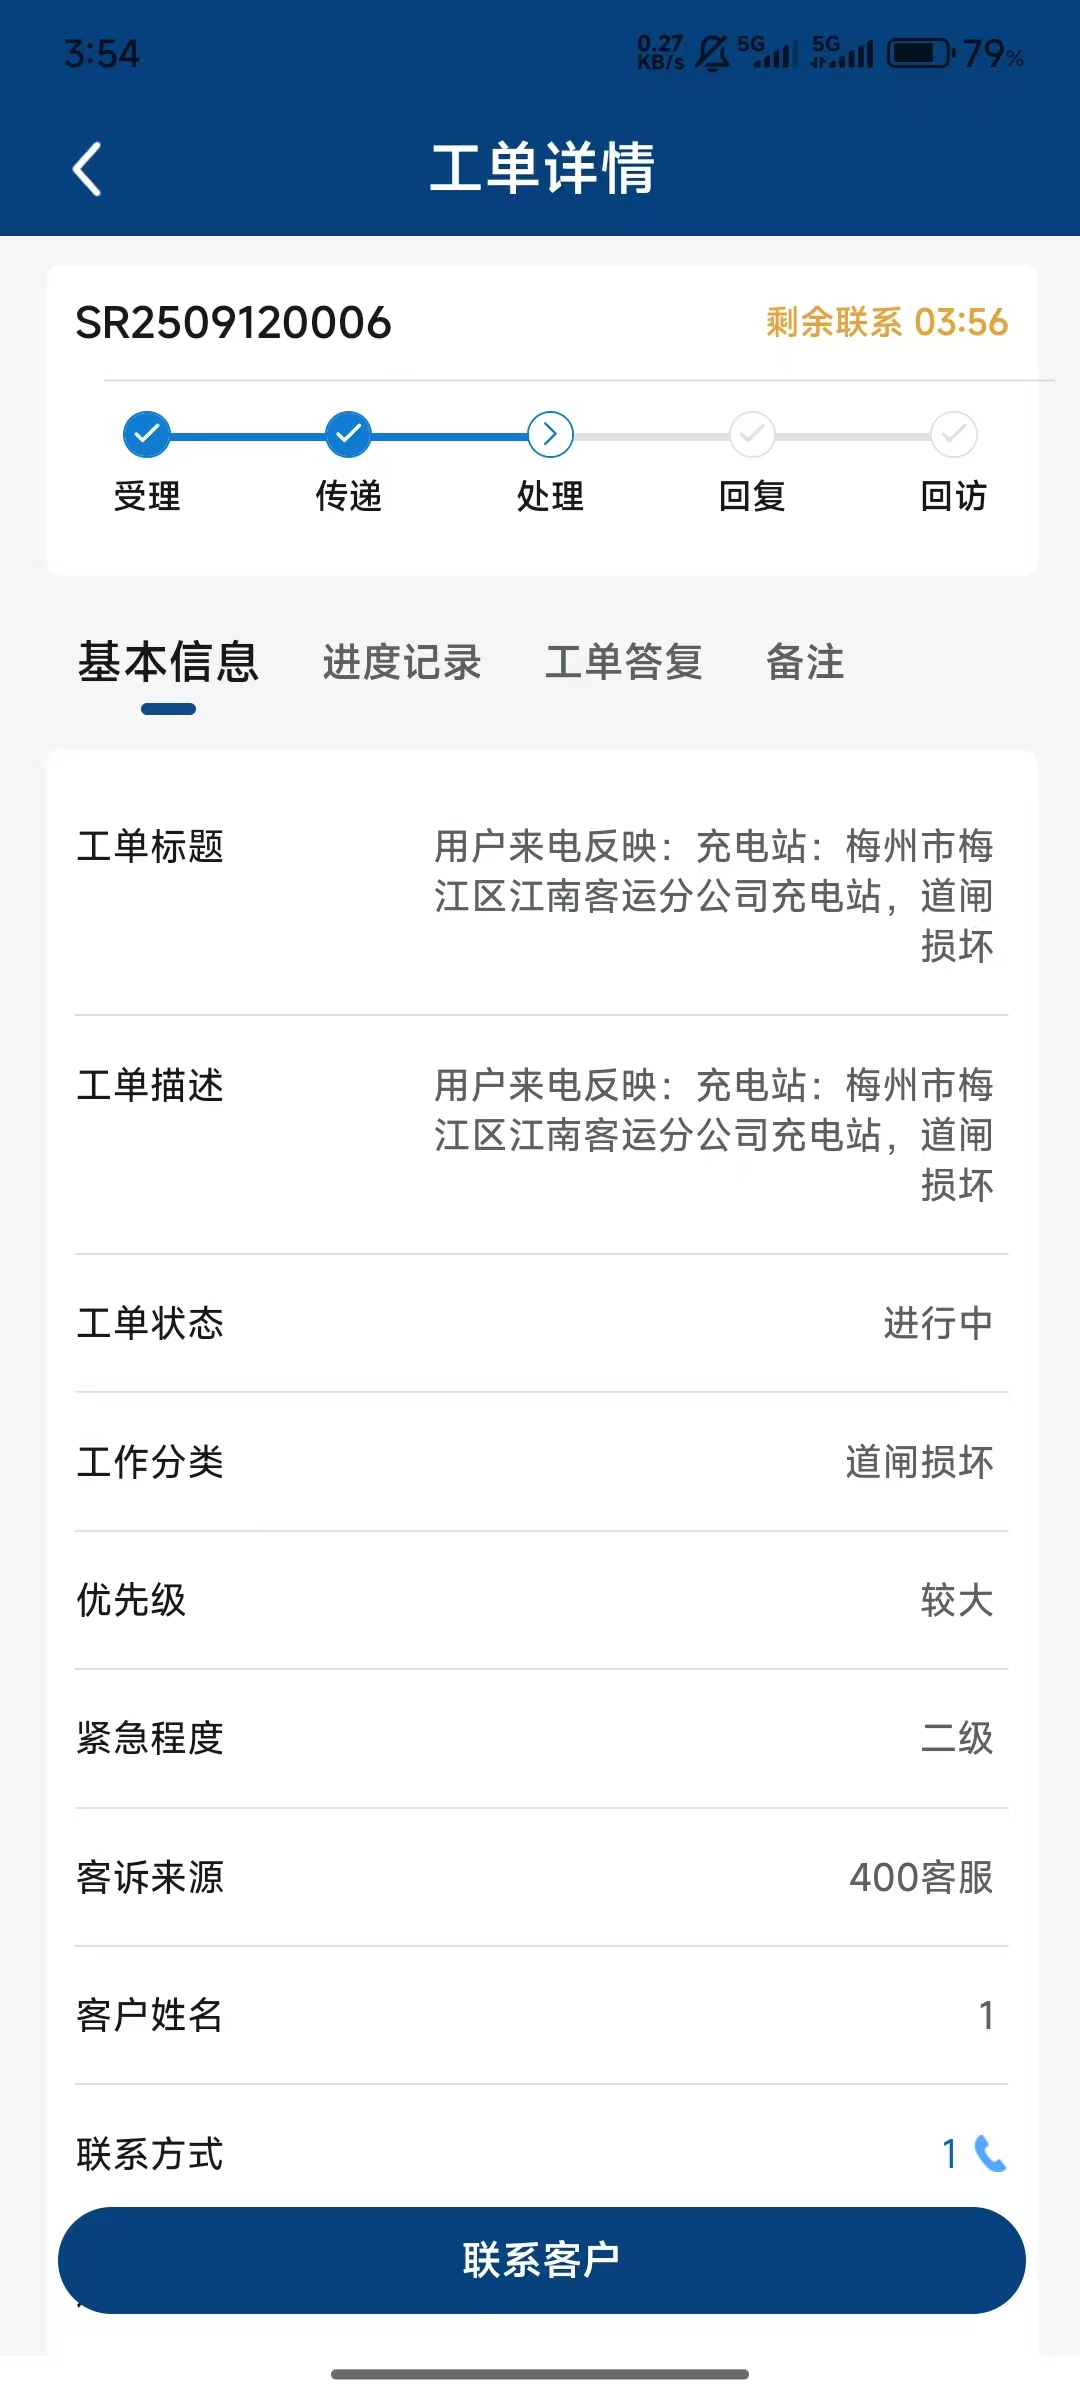 3:54
0.27
KB/s
5G
5G
79%
工单详情
SR2509120006
剩余联系 03:56
受理
传递
处理
回复
回访
基本信息
进度记录
工单答复
备注
工单标题
用户来电反映：充电站：梅州市梅
江区江南客运分公司充电站，道闸
损坏
工单描述
用户来电反映：充电站：梅州市梅
江区江南客运分公司充电站，道闸
损坏
工单状态
进行中
工作分类
道闸损坏
优先级
较大
紧急程度
二级
客诉来源
400客服
客户姓名
1
联系方式
1
联系客户